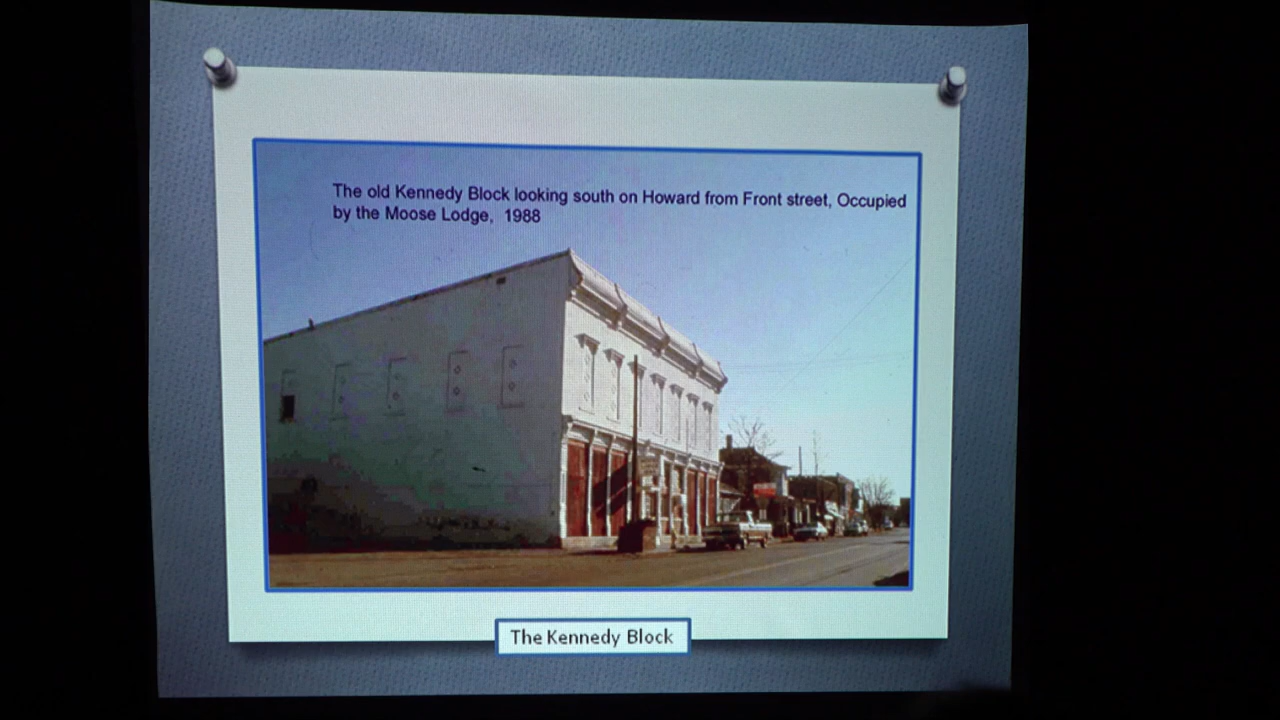 The old Kennedy Block looking south on Howard from Front street, Occupied
by the Moose Lodge,  1988
The Kennedy Block